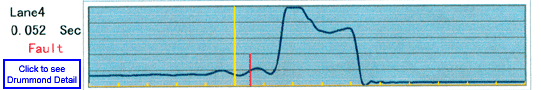 Lane4
0.052 Sec
Fault
Click to see
Drummond Detail